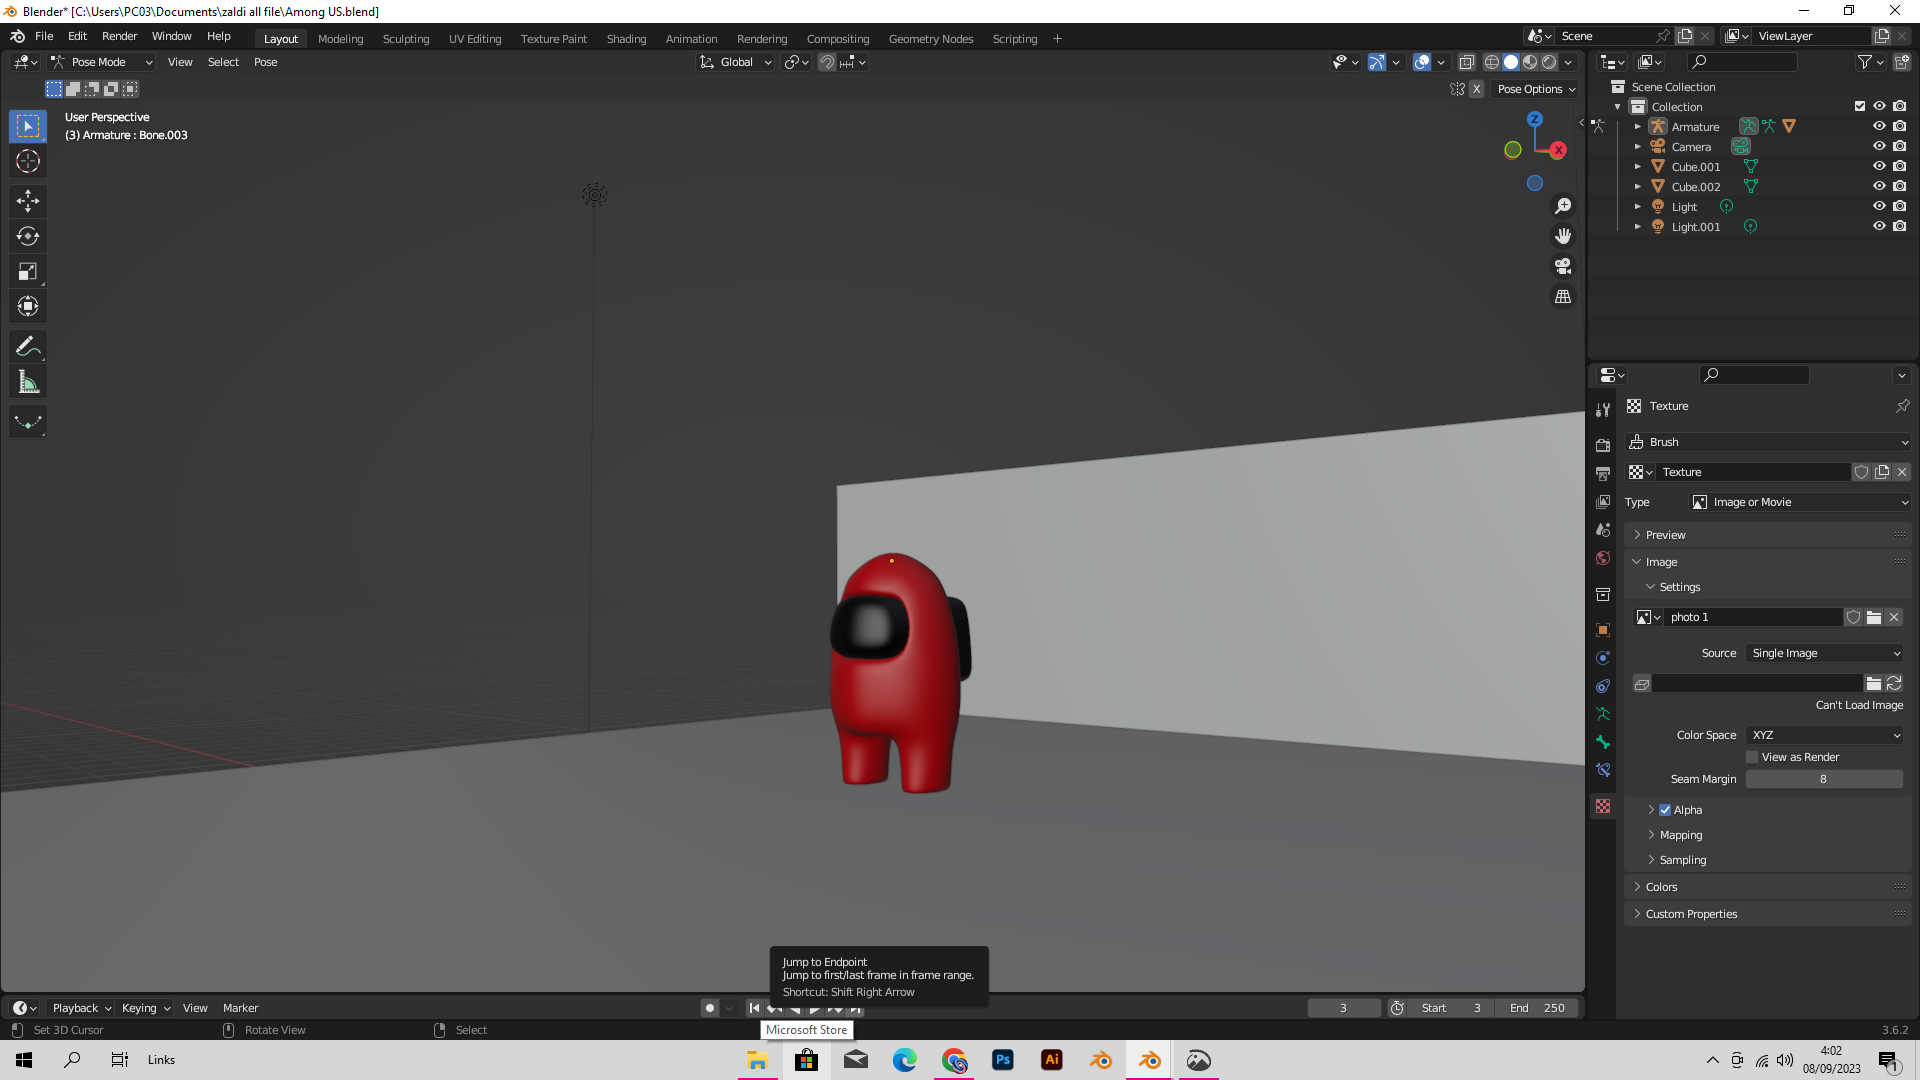 Blender* [C:\Users\PC03\Documents\zaldi all file\Among US.blend]
File Edit Render Window Help Layout Modeling Sculpting UV Editing Texture Paint Shading Animation Rendering Compositing Geometry Nodes Scripting + Scene ViewLayer
Pose Mode View Select Pose Global
X Pose Options
User Perspective
(3) Armature : Bone.003
Z
X
Scene Collection
Collection
Armature
Camera
Cube.001
Cube.002
Light
Light.001
Texture
Brush
Texture
Type Image or Movie
Preview
Image
Settings
photo 1
Source Single Image
Can't Load Image
Color Space XYZ
View as Render
Seam Margin 8
Alpha
Mapping
Sampling
Colors
Custom Properties
Jump to Endpoint
Jump to first/last frame in frame range.
Shortcut: Shift Right Arrow
Playback Keying View Marker 3 Start 3 End 250
Set 3D Cursor Rotate View Select Microsoft Store 3.6.2
Links Ps Ai 4:02
08/09/2023 1